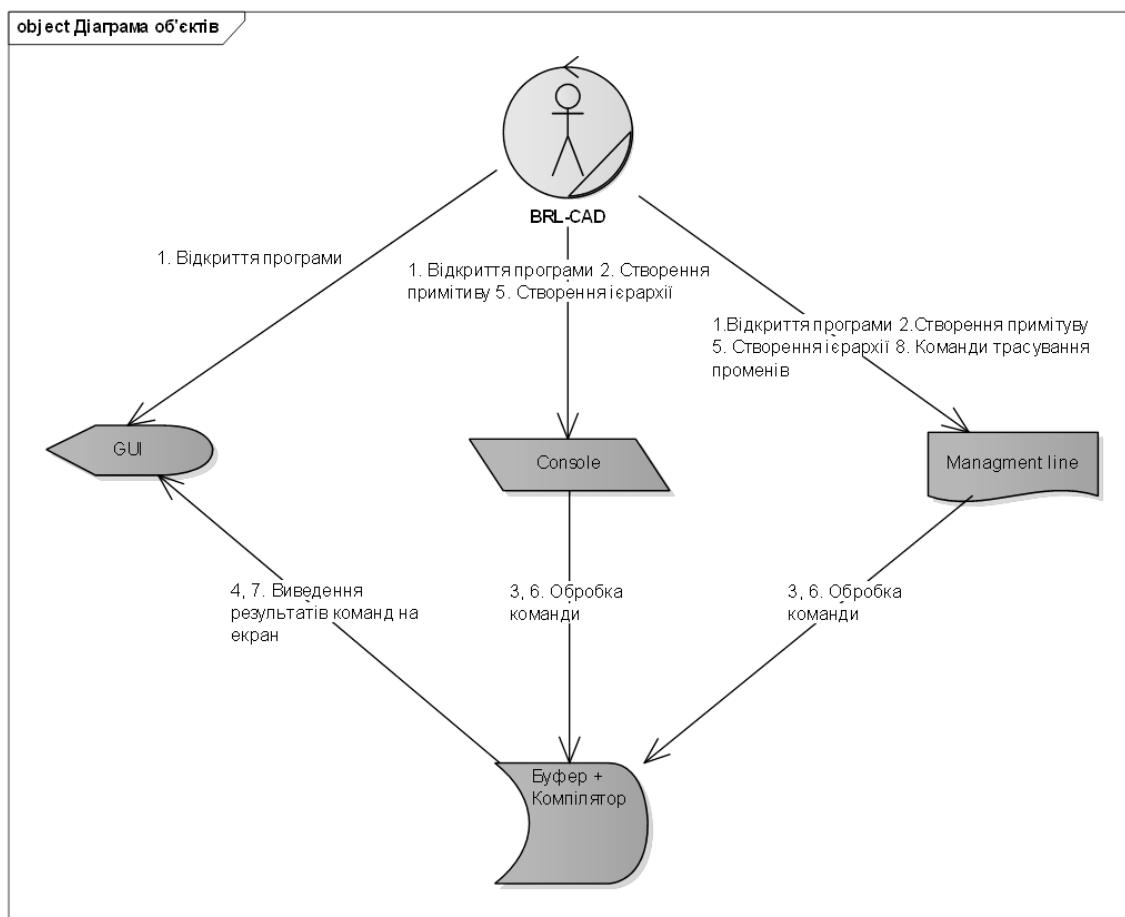 object Діаграма об'єктів
BRL-CAD
1. Відкриття програми
1. Відкриття програми 2. Створення
примітиву 5. Створення ієрархії
1.Відкриття програми 2.Створення примітуву
5. Створення ієрархії 8. Команди трасування
променів
GUI
Console
Managment line
4, 7. Виведення
результатів команд на
екран
3, 6. Обробка
команди
3, 6. Обробка
команди
Буфер +
Компілятор